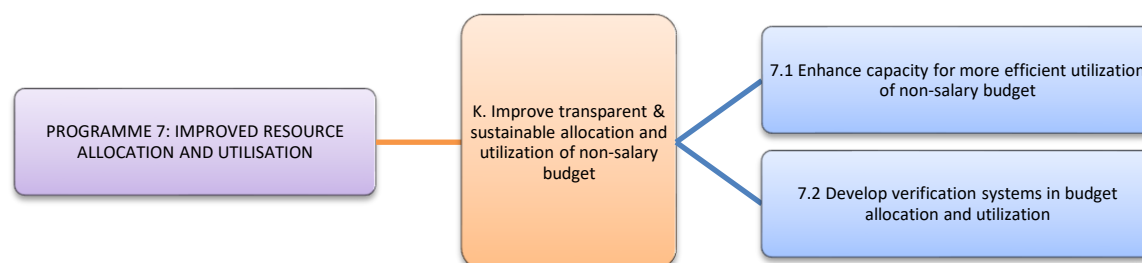 PROGRAMME 7: IMPROVED RESOURCE
ALLOCATION AND UTILISATION
K. Improve transparent &
sustainable allocation and
utilization of non-salary
budget
7.1 Enhance capacity for more efficient utilization
of non-salary budget
7.2 Develop verification systems in budget
allocation and utilization